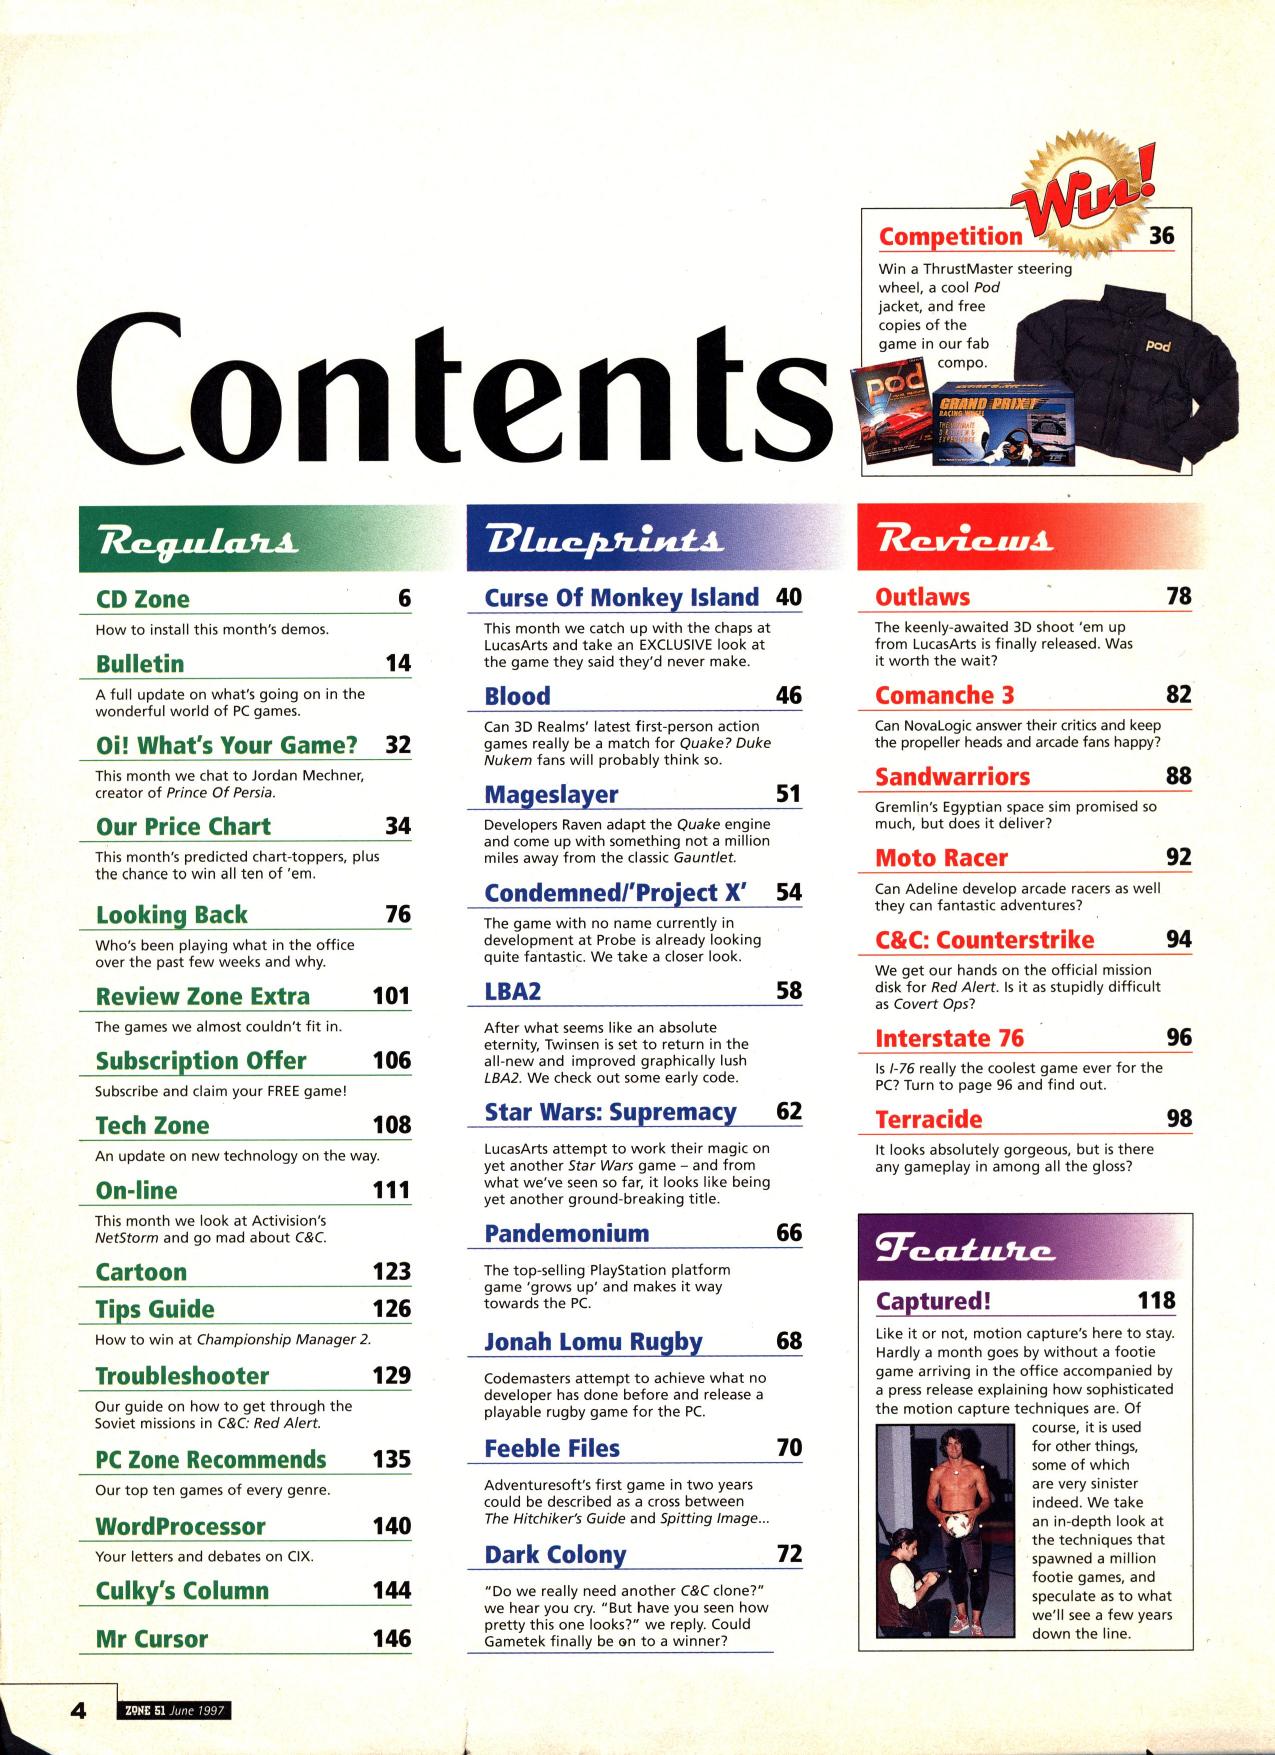 Win!
Competition 36
Win a ThrustMaster steering
wheel, a cool Pod
jacket, and free
copies of the
game in our fab
compo.
pod
pod
GRAND PRIX 1
RACING WHEEL
THE ULTIMATE
DRIVING
EXPERIENCE
Contents
Regulars
CD Zone 6
How to install this month's demos.
Bulletin 14
A full update on what's going on in the
wonderful world of PC games.
Oi! What's Your Game? 32
This month we chat to Jordan Mechner,
creator of Prince Of Persia.
Our Price Chart 34
This month's predicted chart-toppers, plus
the chance to win all ten of 'em.
Looking Back 76
Who's been playing what in the office
over the past few weeks and why.
Review Zone Extra 101
The games we almost couldn't fit in.
Subscription Offer 106
Subscribe and claim your FREE game!
Tech Zone 108
An update on new technology on the way.
On-line 111
This month we look at Activision's
NetStorm and go mad about C&C.
Cartoon 123
Tips Guide 126
How to win at Championship Manager 2.
Troubleshooter 129
Our guide on how to get through the
Soviet missions in C&C: Red Alert.
PC Zone Recommends 135
Our top ten games of every genre.
WordProcessor 140
Your letters and debates on CIX.
Culky's Column 144
Mr Cursor 146
Blueprints
Curse Of Monkey Island 40
This month we catch up with the chaps at
LucasArts and take an EXCLUSIVE look at
the game they said they'd never make.
Blood 46
Can 3D Realms' latest first-person action
games really be a match for Quake? Duke
Nukem fans will probably think so.
Mageslayer 51
Developers Raven adapt the Quake engine
and come up with something not a million
miles away from the classic Gauntlet.
Condemned/'Project X' 54
The game with no name currently in
development at Probe is already looking
quite fantastic. We take a closer look.
LBA2 58
After what seems like an absolute
eternity, Twinsen is set to return in the
all-new and improved graphically lush
LBA2. We check out some early code.
Star Wars: Supremacy 62
LucasArts attempt to work their magic on
yet another Star Wars game – and from
what we've seen so far, it looks like being
yet another ground-breaking title.
Pandemonium 66
The top-selling PlayStation platform
game 'grows up' and makes it way
towards the PC.
Jonah Lomu Rugby 68
Codemasters attempt to achieve what no
developer has done before and release a
playable rugby game for the PC.
Feeble Files 70
Adventuresoft's first game in two years
could be described as a cross between
The Hitchiker's Guide and Spitting Image...
Dark Colony 72
"Do we really need another C&C clone?"
we hear you cry. "But have you seen how
pretty this one looks?" we reply. Could
Gametek finally be on to a winner?
Reviews
Outlaws 78
The keenly-awaited 3D shoot 'em up
from LucasArts is finally released. Was
it worth the wait?
Comanche 3 82
Can NovaLogic answer their critics and keep
the propeller heads and arcade fans happy?
Sandwarriors 88
Gremlin's Egyptian space sim promised so
much, but does it deliver?
Moto Racer 92
Can Adeline develop arcade racers as well
they can fantastic adventures?
C&C: Counterstrike 94
We get our hands on the official mission
disk for Red Alert. Is it as stupidly difficult
as Covert Ops?
Interstate 76 96
Is I-76 really the coolest game ever for the
PC? Turn to page 96 and find out.
Terracide 98
It looks absolutely gorgeous, but is there
any gameplay in among all the gloss?
Feature
Captured! 118
Like it or not, motion capture's here to stay.
Hardly a month goes by without a footie
game arriving in the office accompanied by
a press release explaining how sophisticated
the motion capture techniques are. Of
course, it is used
for other things,
some of which
are very sinister
indeed. We take
an in-depth look at
the techniques that
spawned a million
footie games, and
speculate as to what
we'll see a few years
down the line.
4 ZONE 51 June 1997